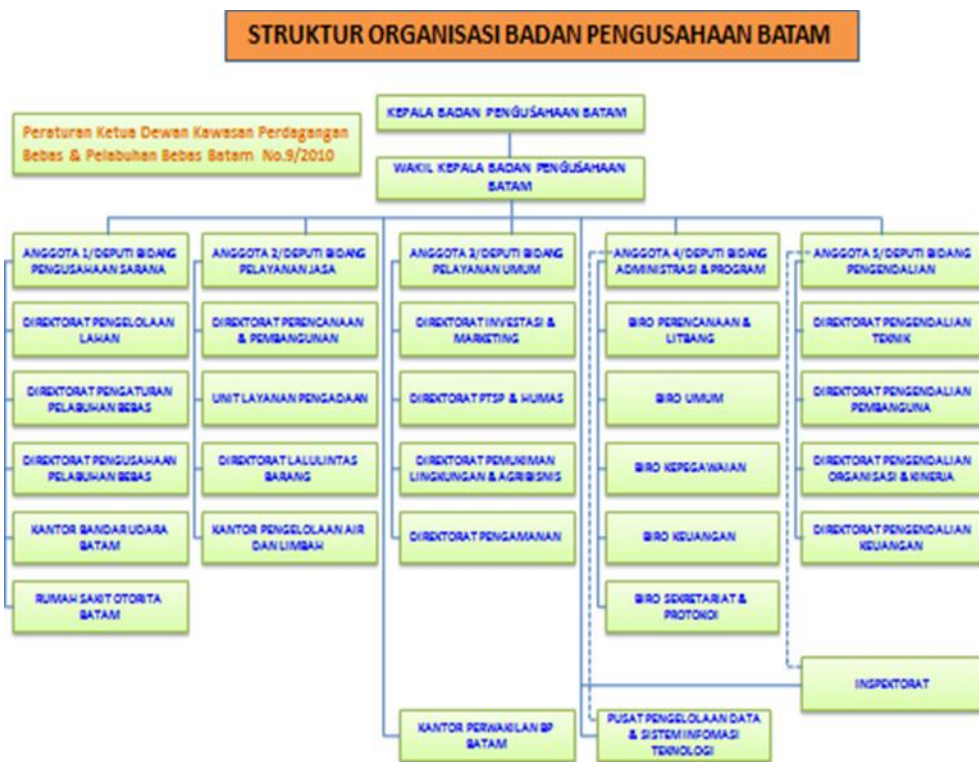 STRUKTUR ORGANISASI BADAN PENGUSAHAAN BATAM
KEPALA BADAN PENGUSAHAAN BATAM
Peraturan Ketua Dewan Kawasan Perdagangan
Bebas & Pelabuhan Bebas Batam No.9/2010
WAKIL KEPALA BADAN PENGUSAHAAN
BATAM
ANGGOTA 1/DEPUTI BIDANG
PENGUSAHAAN SARANA
ANGGOTA 2/DEPUTI BIDANG
PELAYANAN JASA
ANGGOTA 3/DEPUTI BIDANG
PELAYANAN UMUM
ANGGOTA 4/DEPUTI BIDANG
ADMINISTRASI & PROGRAM
ANGGOTA 5/DEPUTI BIDANG
PENGENDALIAN
DIREKTORAT PENGELOLAAN
LAHAN
DIREKTORAT PERENCANAAN
& PEMBANGUNAN
DIREKTORAT INVESTASI &
MARKETING
BIRO PERENCANAAN &
LITBANG
DIREKTORAT PENGENDALIAN
TEKNIK
DIREKTORAT PENGATURAN
PELABUHAN BEBAS
UNIT LAYANAN PENGADAAN
DIREKTORAT PTSP & HUMAS
BIRO UMUM
DIREKTORAT PENGENDALIAN
PEMBANGUNA
DIREKTORAT PENGUSAHAAN
PELABUHAN BEBAS
DIREKTORAT LALULINTAS
BARANG
DIREKTORAT PEMUKIMAN
LINGKUNGAN & AGRIBISNIS
BIRO KEPEGAWAIAN
DIREKTORAT PENGENDALIAN
ORGANISASI & KINERJA
KANTOR BANDAR UDARA
BATAM
KANTOR PENGELOLAAN AIR
DAN LIMBAH
DIREKTORAT PENGAMANAN
BIRO KEUANGAN
DIREKTORAT PENGENDALIAN
KEUANGAN
RUMAH SAKIT OTORITA
BATAM
BIRO SEKRETARIAT &
PROTOKOI
INSPEKTORAT
KANTOR PERWAKILAN BP
BATAM
PUSAT PENGELOLAAN DATA
& SISTEM INFOMASI
TEKNOLOGI